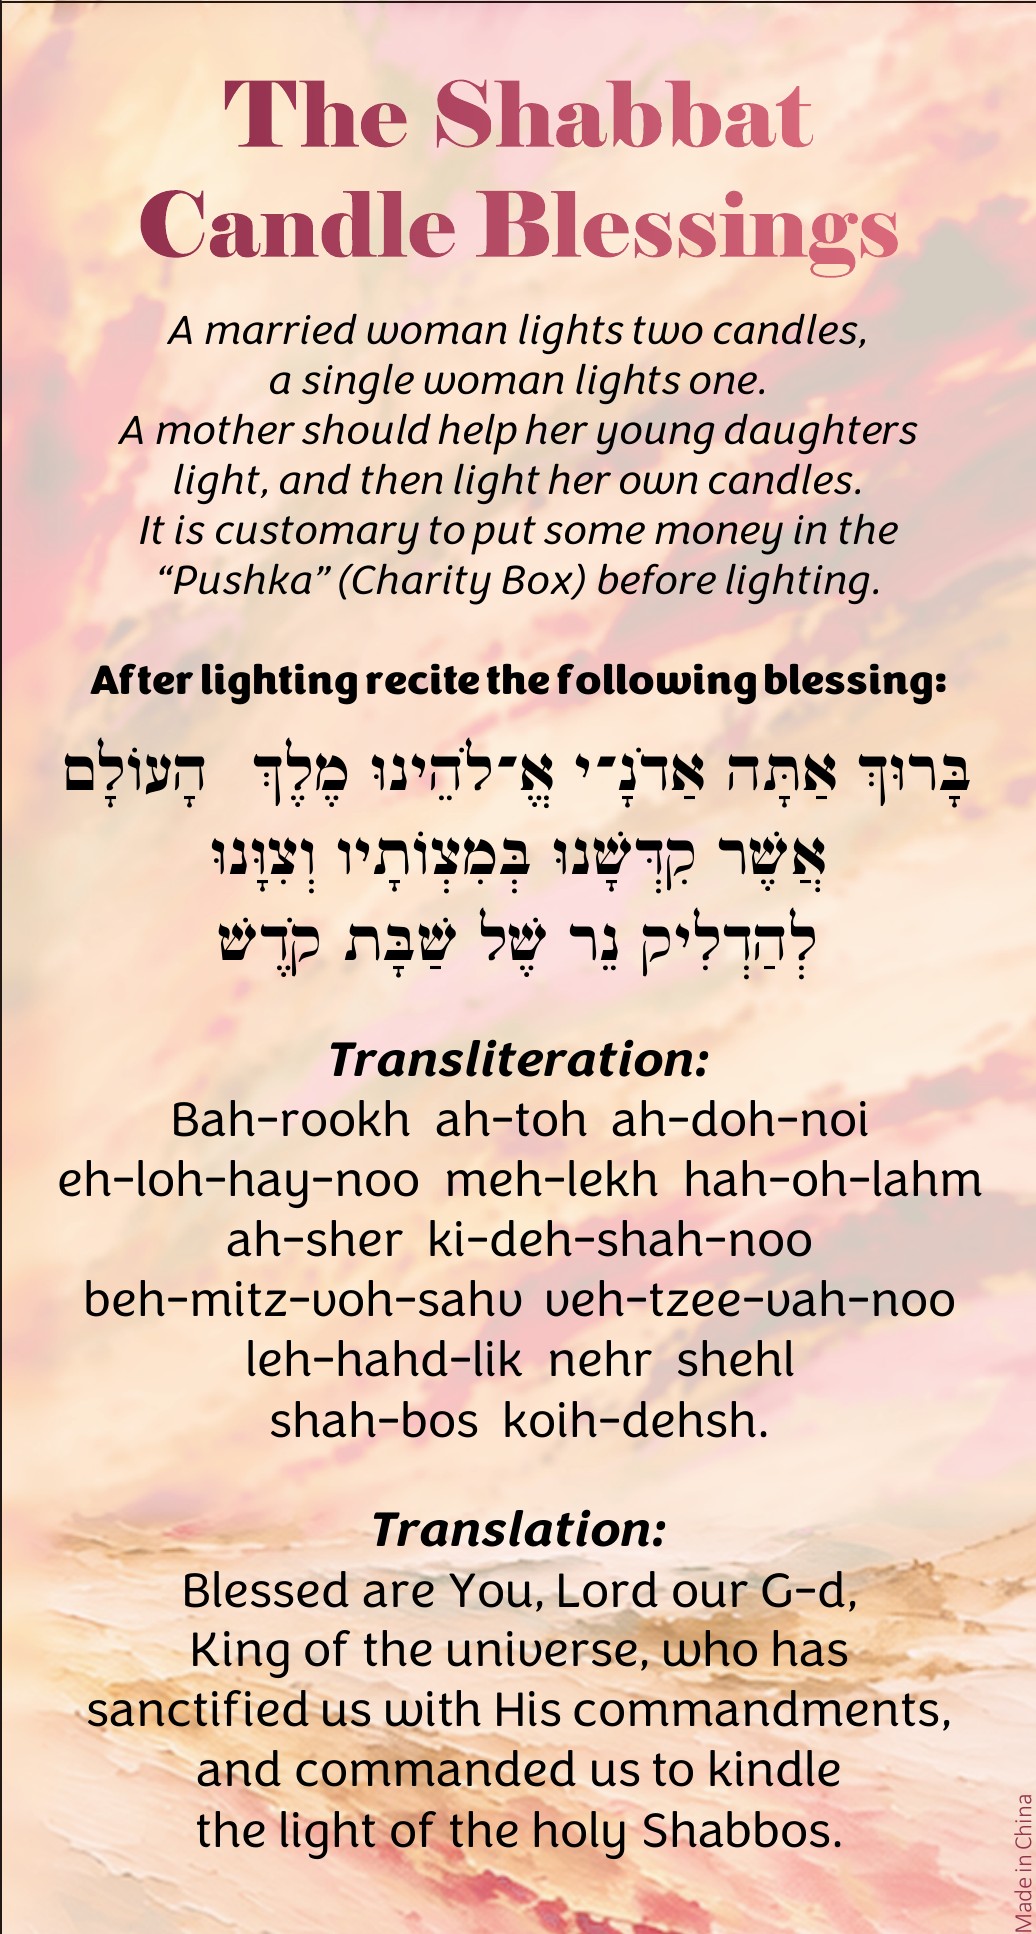 The Shabbat
Candle Blessings
A married woman lights two candles,
a single woman lights one.
A mother should help her young daughters
light, and then light her own candles.
It is customary to put some money in the
“Pushka” (Charity Box) before lighting.
After lighting recite the following blessing:
בָּרוּךְ אַתָּה אַדֹנָ־י אֱ־לֹהֵינוּ מֶלֶךְ הָעוֹלָם
אֲשֶׁר קִדְּשָׁנוּ בְּמִצְוֹתָיו וְצִוָּנוּ
לְהַדְלִיק נֵר שֶׁל שַׁבָּת קֹדֶשׁ
Transliteration:
Bah-rookh ah-toh ah-doh-noi
eh-loh-hay-noo meh-lekh hah-oh-lahm
ah-sher ki-deh-shah-noo
beh-mitz-voh-sahv veh-tzee-vah-noo
leh-hahd-lik nehr shehl
shah-bos koih-dehsh.
Translation:
Blessed are You, Lord our G-d,
King of the universe, who has
sanctified us with His commandments,
and commanded us to kindle
the light of the holy Shabbos.
Made in China